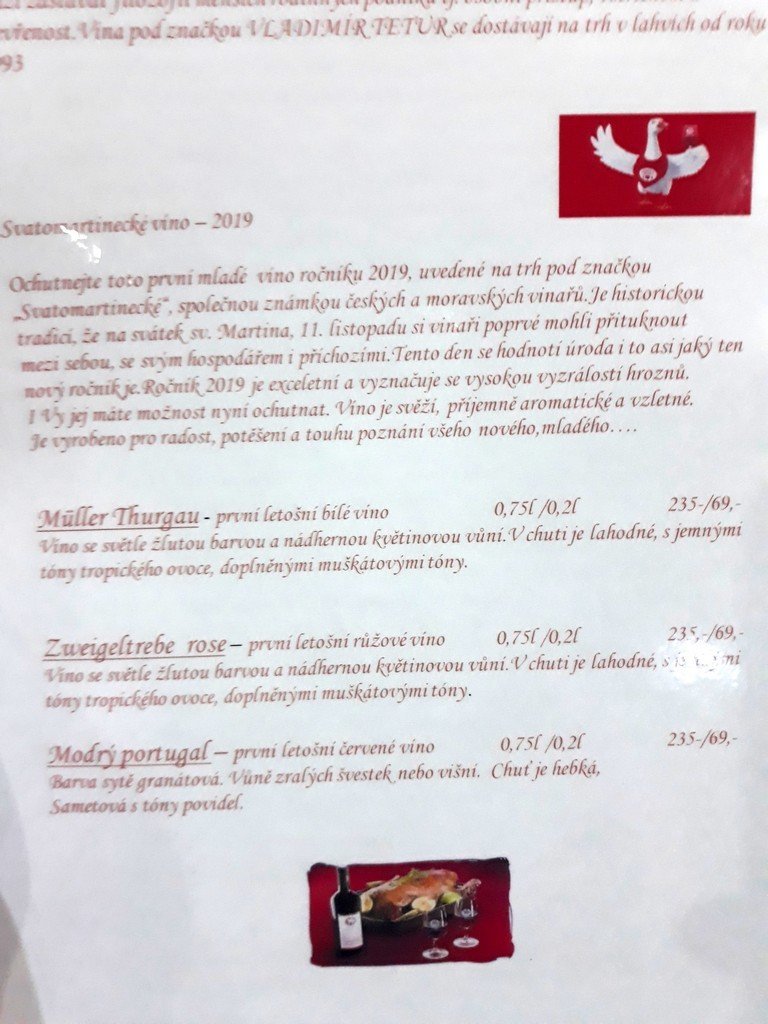 VLADIMÍR TETUR se dostávají na trh v lahvích od roku
93
Svatomartinecké víno – 2019
Ochutnejte toto první mladé víno ročníku 2019, uvedené na trh pod značkou
„Svatomartinecké“, společnou známkou českých a moravských vinařů.Je historickou
tradicí, že na svátek sv. Martina, 11. listopadu si vinaři poprvé mohli přituknout
mezi sebou, se svým hospodářem i příchozími.Tento den se hodnotí úroda i to asi jaký ten
nový ročník je.Ročník 2019 je exceletní a vyznačuje se vysokou vyzrálostí hroznů.
I Vy jej máte možnost nyní ochutnat. Víno je svěží, příjemně aromatické a vzletné.
Je vyrobeno pro radost, potěšení a touhu poznání všeho nového,mladého….
Müller Thurgau - první letošní bílé víno 0,75l /0,2l 235-/69,-
Víno se světle žlutou barvou a nádhernou květinovou vůní.V chuti je lahodné, s jemnými
tóny tropického ovoce, doplněnými muškátovými tóny.
Zweigeltrebe rose – první letošní růžové víno 0,75l /0,2l 235,-/69,-
Víno se světle žlutou barvou a nádhernou květinovou vůní.V chuti je lahodné, s
tóny tropického ovoce, doplněnými muškátovými tóny.
Modrý portugal – první letošní červené víno 0,75l /0,2l 235-/69,-
Barva sytě granátová. Vůně zralých švestek nebo višní. Chuť je hebká,
Sametová s tóny povidel.